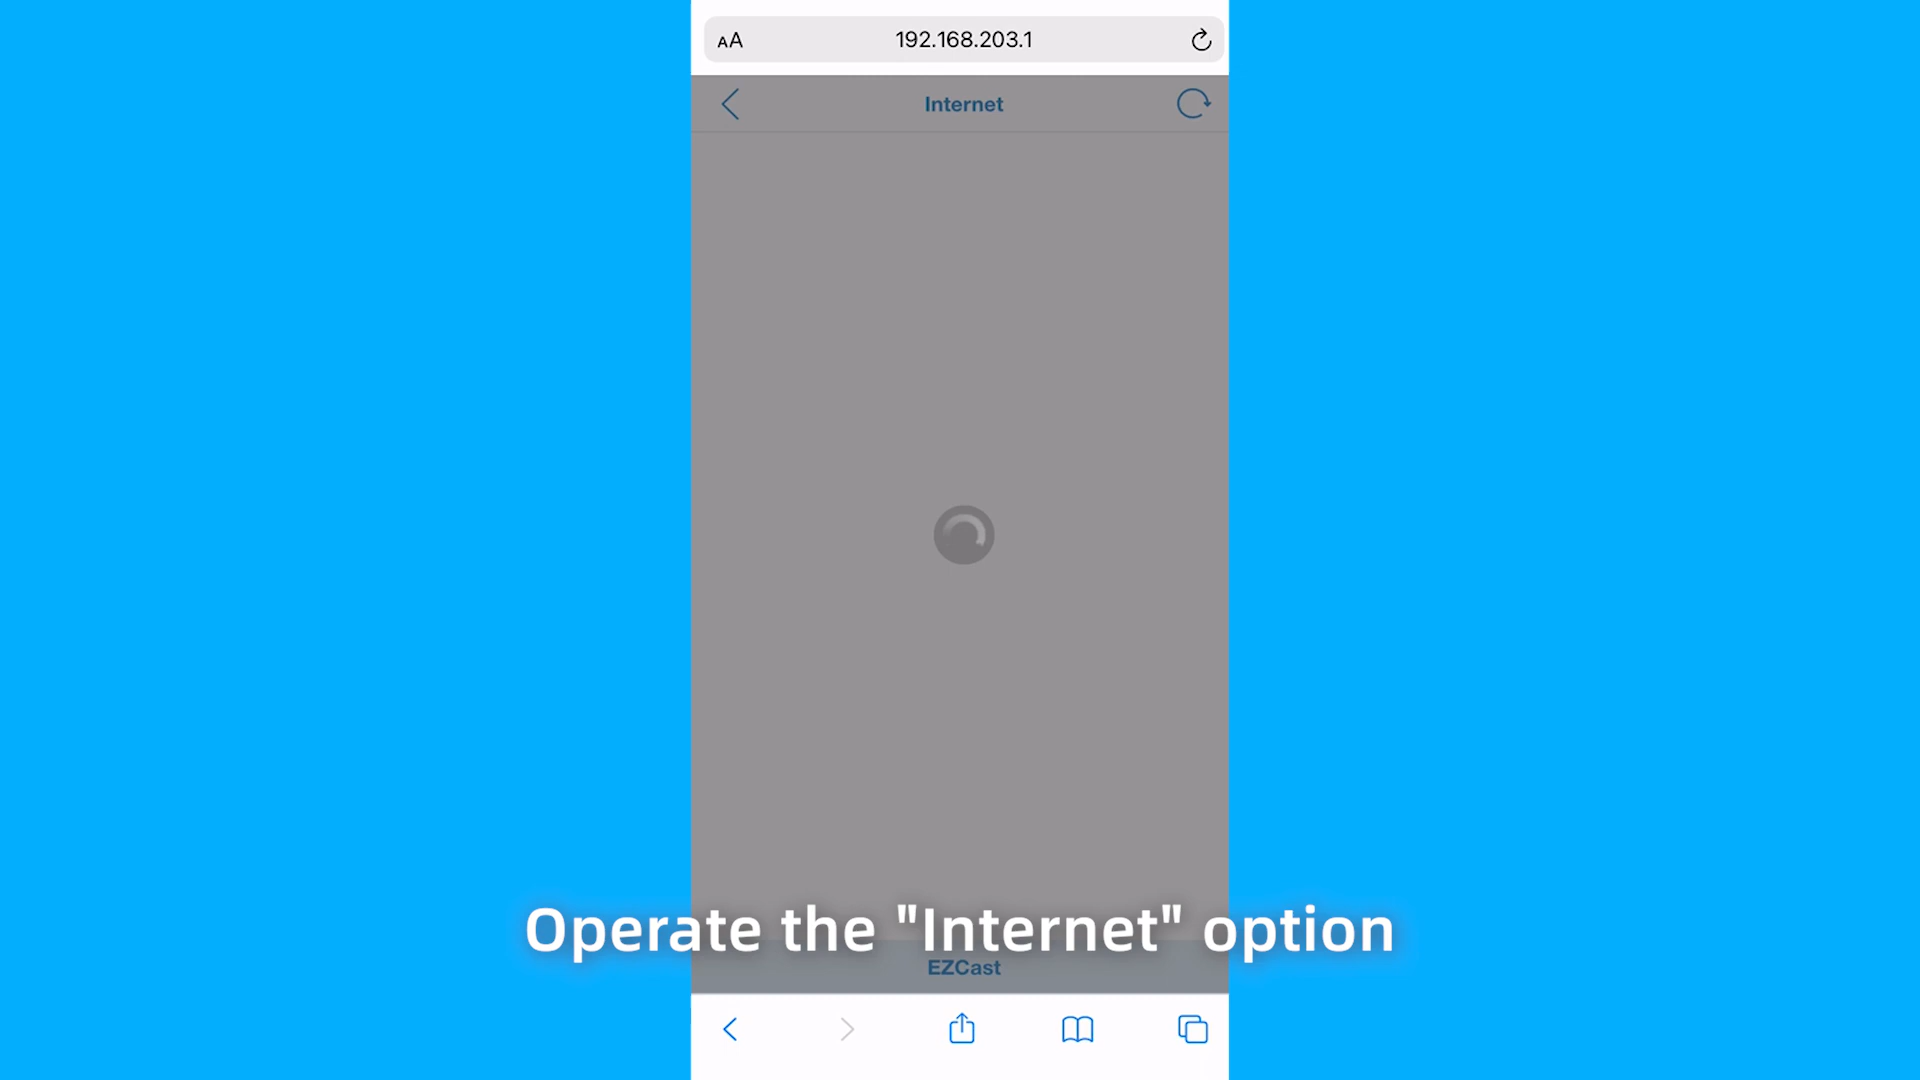 AA 192.168.203.1
Internet
Operate the "Internet" option
EZCast